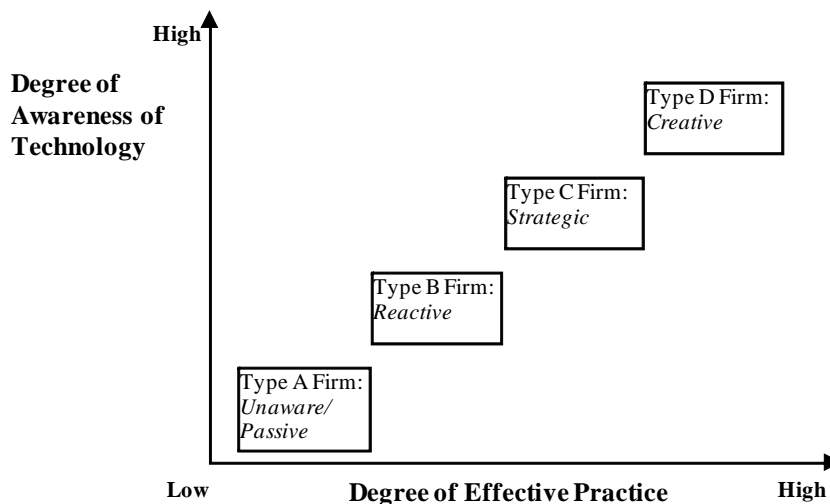 High
Degree of
Awareness of
Technology
Type D Firm:
Creative
Type C Firm:
Strategic
Type B Firm:
Reactive
Type A Firm:
Unaware/
Passive
Low
Degree of Effective Practice
High